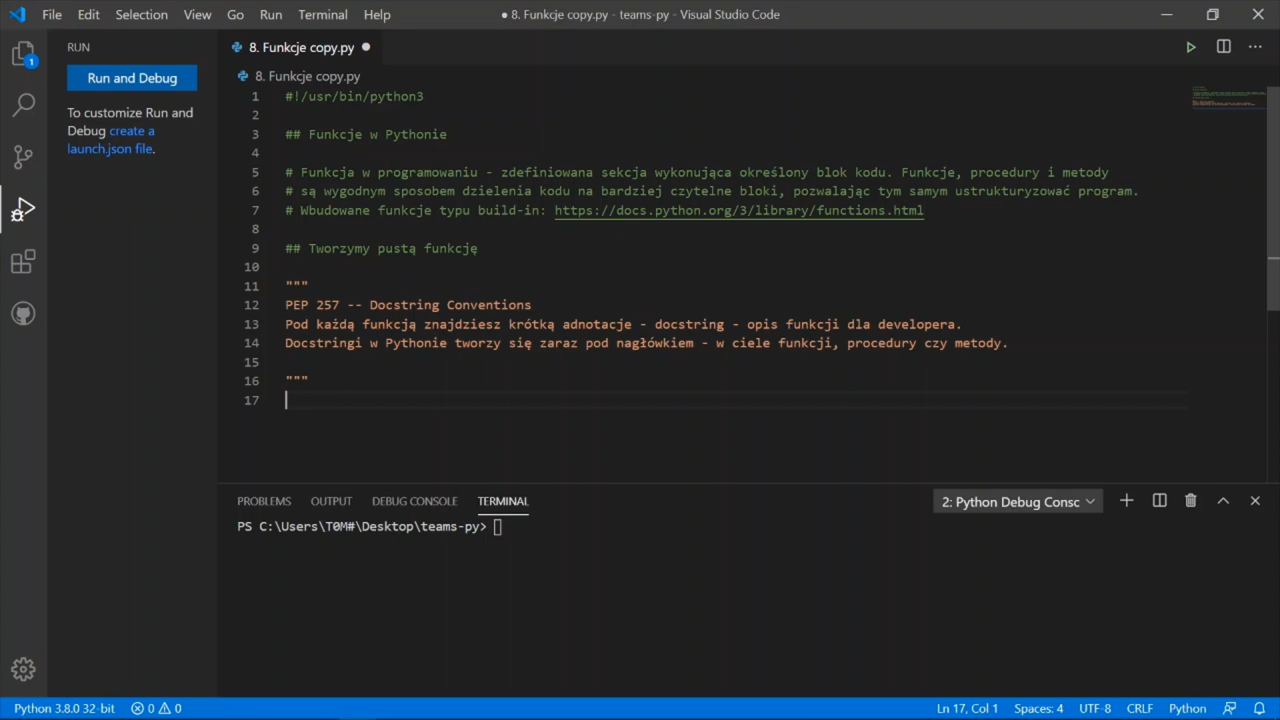 File Edit Selection View Go Run Terminal Help
● 8. Funkcje copy.py - teams-py - Visual Studio Code
RUN
8. Funkcje copy.py
1
Run and Debug
8. Funkcje copy.py
To customize Run and
Debug create a
launch.json file.
1 #!/usr/bin/python3
2
3 ## Funkcje w Pythonie
4
5 # Funkcja w programowaniu - zdefiniowana sekcja wykonująca określony blok kodu. Funkcje, procedury i metody
6 # są wygodnym sposobem dzielenia kodu na bardziej czytelne bloki, pozwalając tym samym ustrukturyzować program.
7 # Wbudowane funkcje typu build-in: https://docs.python.org/3/library/functions.html
8
9 ## Tworzymy pustą funkcję
10
11 """
12 PEP 257 -- Docstring Conventions
13 Pod każdą funkcją znajdziesz krótką adnotacje - docstring - opis funkcji dla developera.
14 Docstringi w Pythonie tworzy się zaraz pod nagłówkiem - w ciele funkcji, procedury czy metody.
15
16 """
17
PROBLEMS OUTPUT DEBUG CONSOLE TERMINAL
2: Python Debug Consc
PS C:\Users\T0M#\Desktop\teams-py>
Python 3.8.0 32-bit 0 0
Ln 17, Col 1 Spaces: 4 UTF-8 CRLF Python